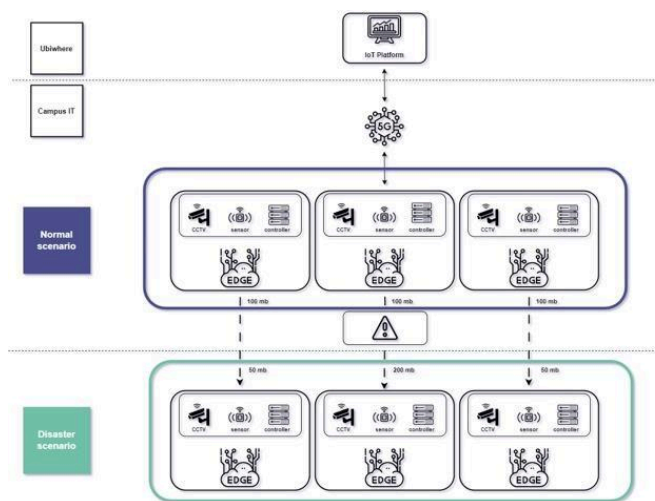 Ubiwhere
IoT Platform
Campus IT
5G
Normal
scenario
CCTV sensor controller
CCTV sensor controller
CCTV sensor controller
EDGE
EDGE
EDGE
100 mb
100 mb
100 mb
50 mb
200 mb
50 mb
Disaster
scenario
CCTV sensor controller
CCTV sensor controller
CCTV sensor controller
EDGE
EDGE
EDGE